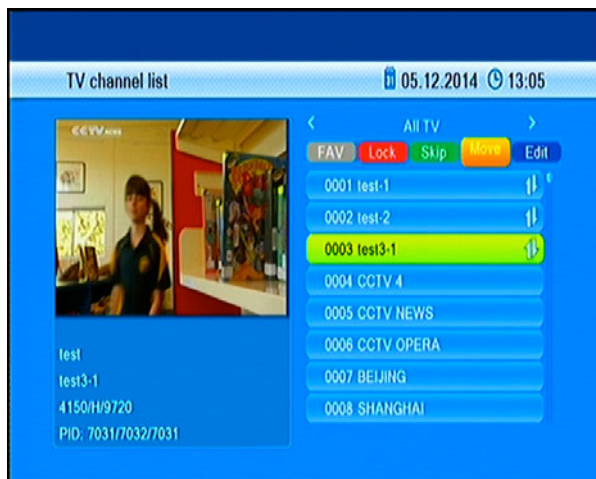 TV channel list
05.12.2014 13:05
CCTV NEWS
All TV
FAV Lock Skip Move Edit
0001 test-1
0002 test-2
0003 test3-1
0004 CCTV 4
0005 CCTV NEWS
0006 CCTV OPERA
0007 BEIJING
0008 SHANGHAI
test
test3-1
4150/H/9720
PID: 7031/7032/7031